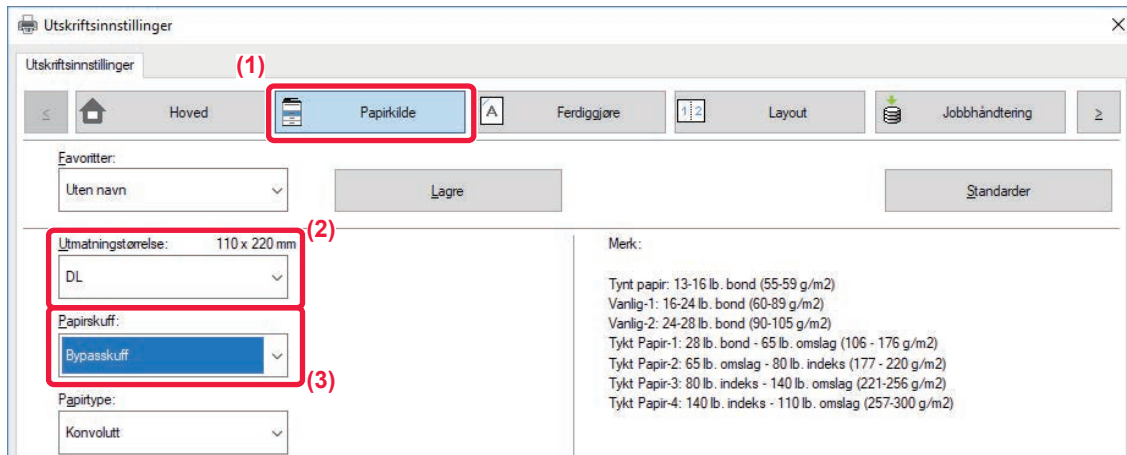 Utskriftsinnstillinger
Utskriftsinnstillinger
(1)
≤ Hoved Papirkilde A Ferdiggjøre 1 2 Layout Jobbhåndtering ≥
Favoritter:
Uten navn Lagre Standarder
Utmatningstørrelse: 110 x 220 mm (2)
DL
Papirskuff:
Bypasskuff
(3)
Papirtype:
Konvolutt
Merk:
Tynt papir: 13-16 lb. bond (55-59 g/m2)
Vanlig-1: 16-24 lb. bond (60-89 g/m2)
Vanlig-2: 24-28 lb. bond (90-105 g/m2)
Tykt Papir-1: 28 lb. bond - 65 lb. omslag (106 - 176 g/m2)
Tykt Papir-2: 65 lb. omslag - 80 lb. indeks (177 - 220 g/m2)
Tykt Papir-3: 80 lb. indeks - 140 lb. omslag (221-256 g/m2)
Tykt Papir-4: 140 lb. indeks - 110 lb. omslag (257-300 g/m2)